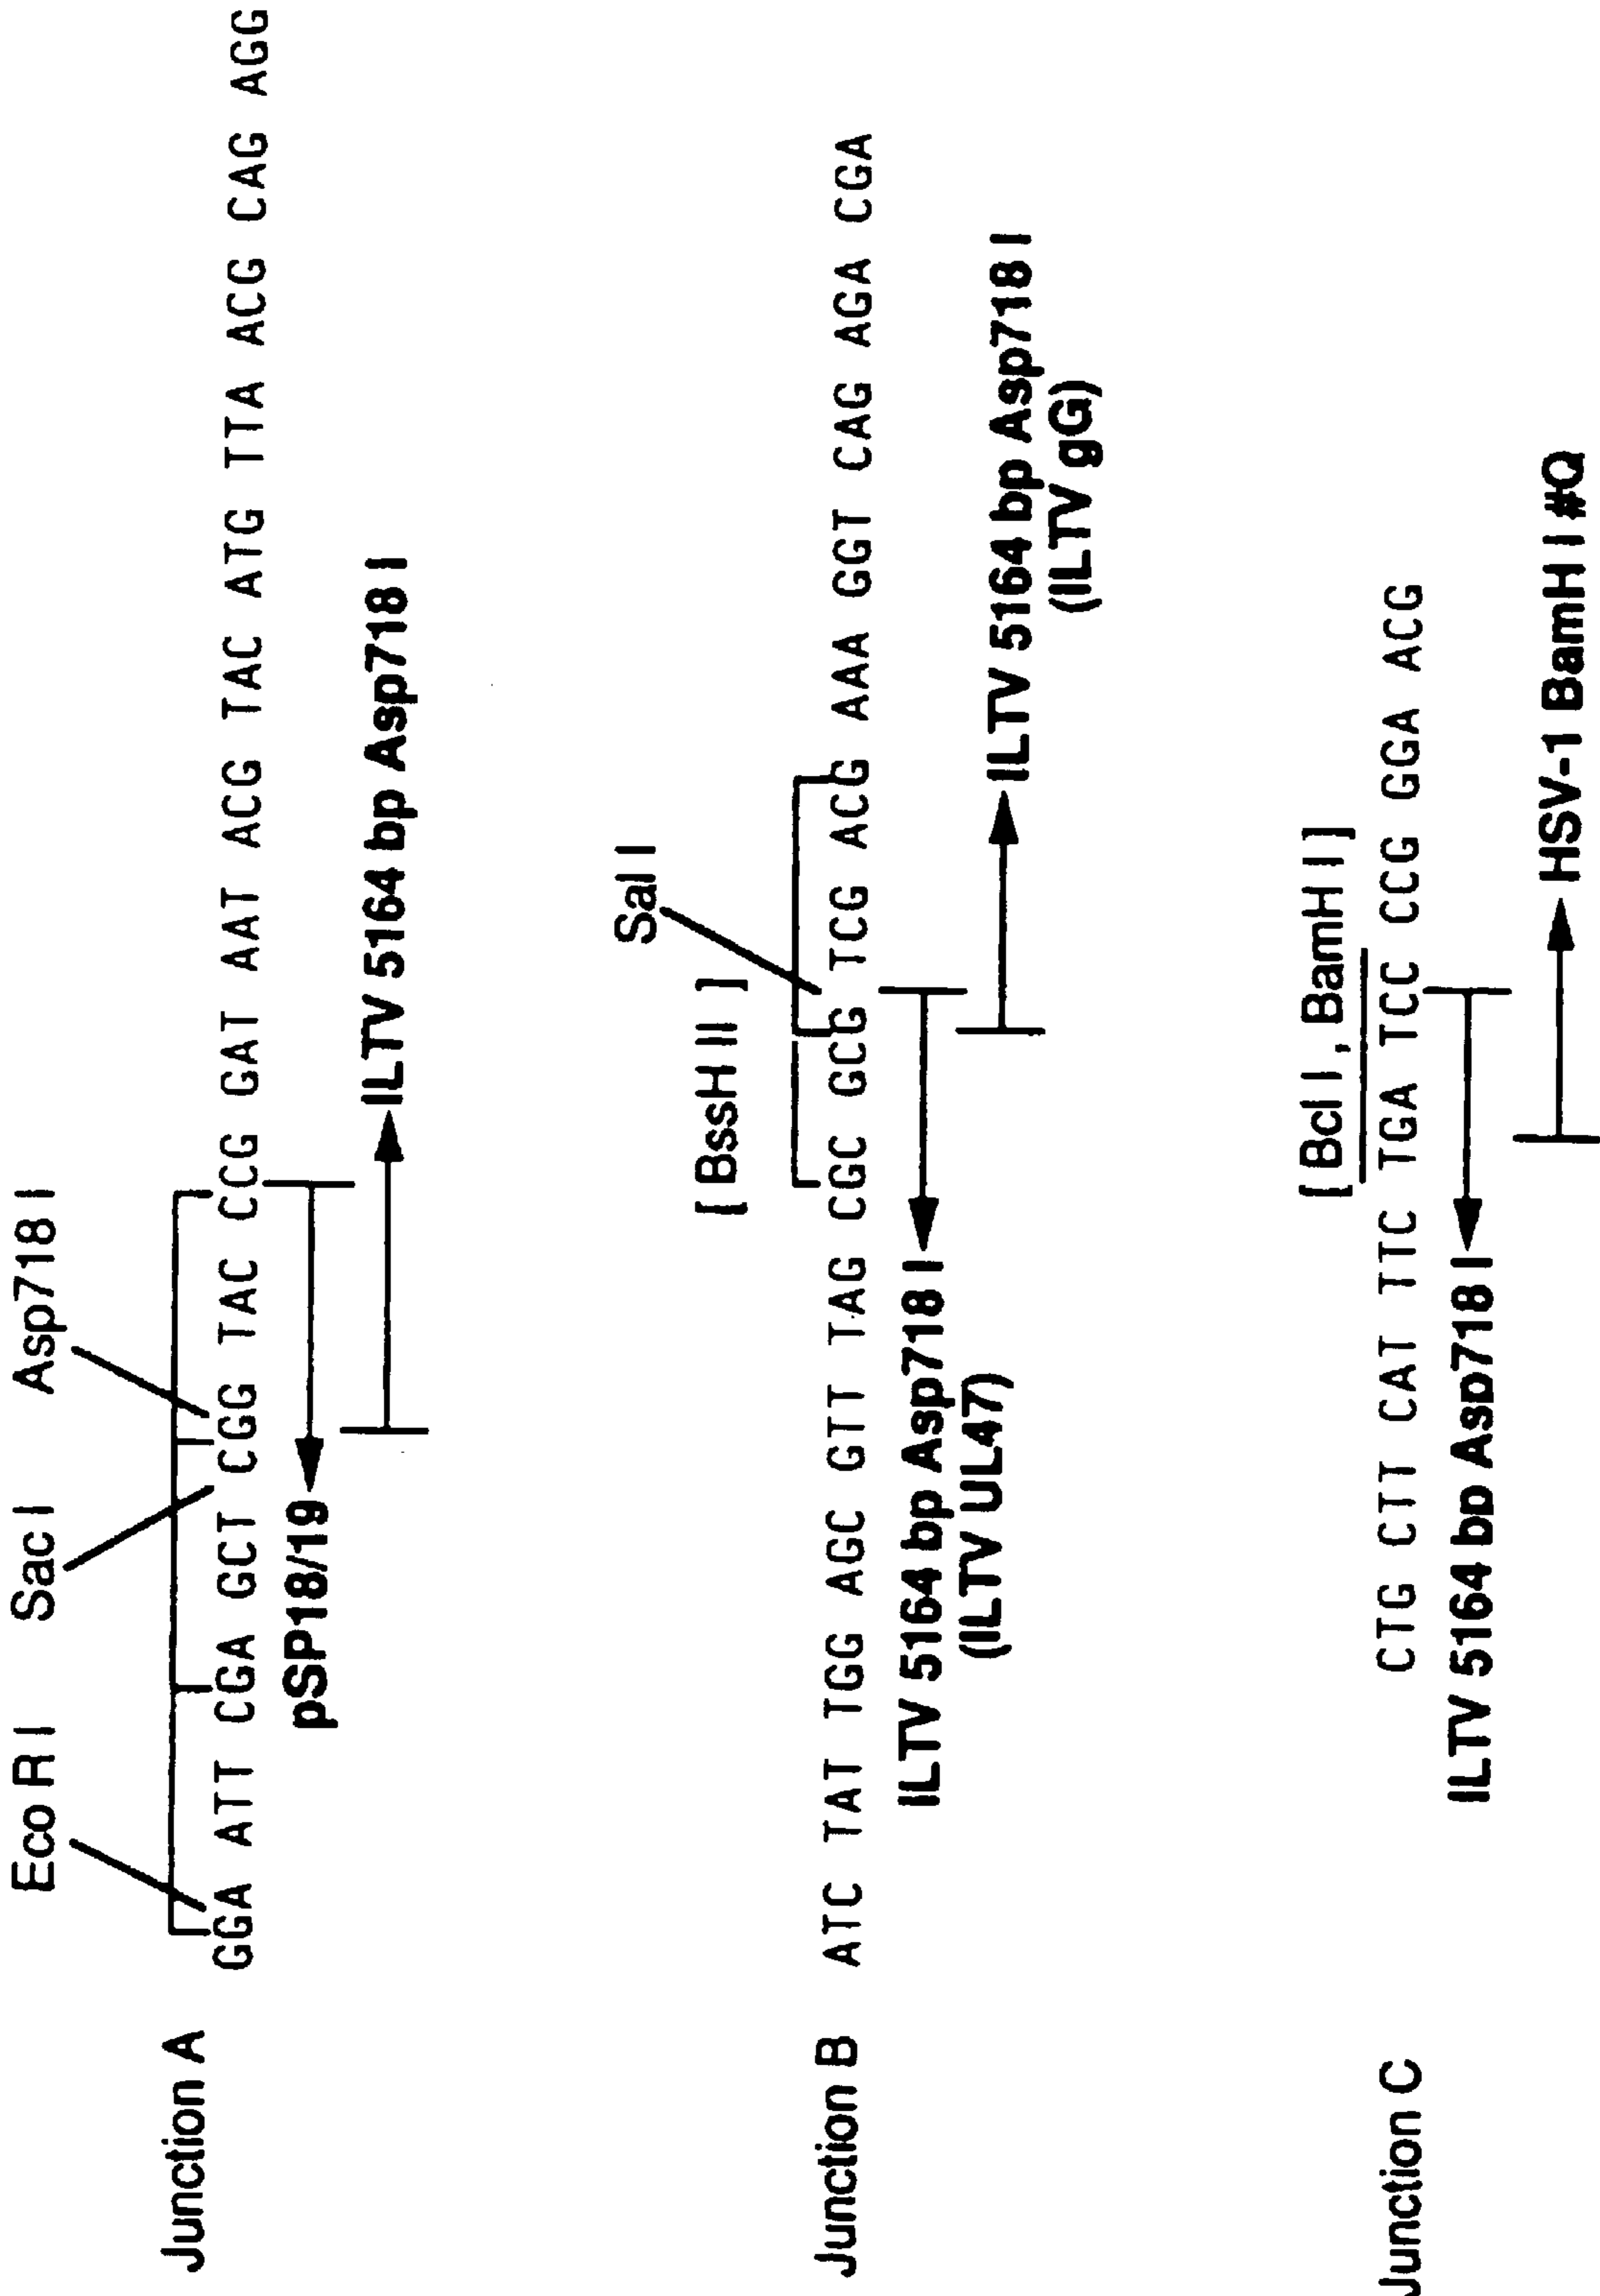 Eco RI SacI Asp718 I
Junction A GGA ATT CGA GCT CGG TAC CCG GAT AAT ACG TAC ATG TTA ACG CAG AGG
pSP18/19
ILTV 5164 bp Asp718 I
Sal I
[ BssH II ]
Junction B ATC TAT TGG AGC GTT TAG CGC GCG TCG ACG AAA GGT CAG AGA CGA
ILTV 5164 bp Asp718 I
(ILTV UL47)
ILTV 5164 bp Asp718 I
(ILTV gG)
[ Bcl I , BamH I ]
Junction C CTG CTT CAT TTC TGA TCC CCG GGA ACG
ILTV 5164 bp Asp718 I
HSV-1 BamH I #Q